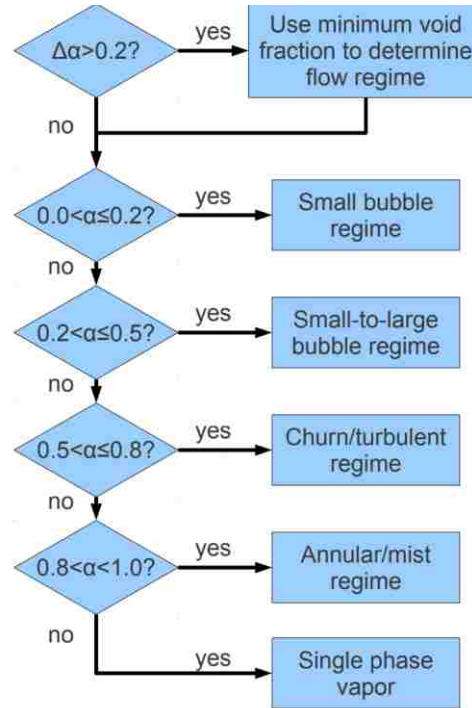 Δα>0.2?
yes
Use minimum void
fraction to determine
flow regime
no
0.0<α≤0.2?
yes
Small bubble
regime
no
0.2<α≤0.5?
yes
Small-to-large
bubble regime
no
0.5<α≤0.8?
yes
Churn/turbulent
regime
no
0.8<α<1.0?
yes
Annular/mist
regime
no
yes
Single phase
vapor